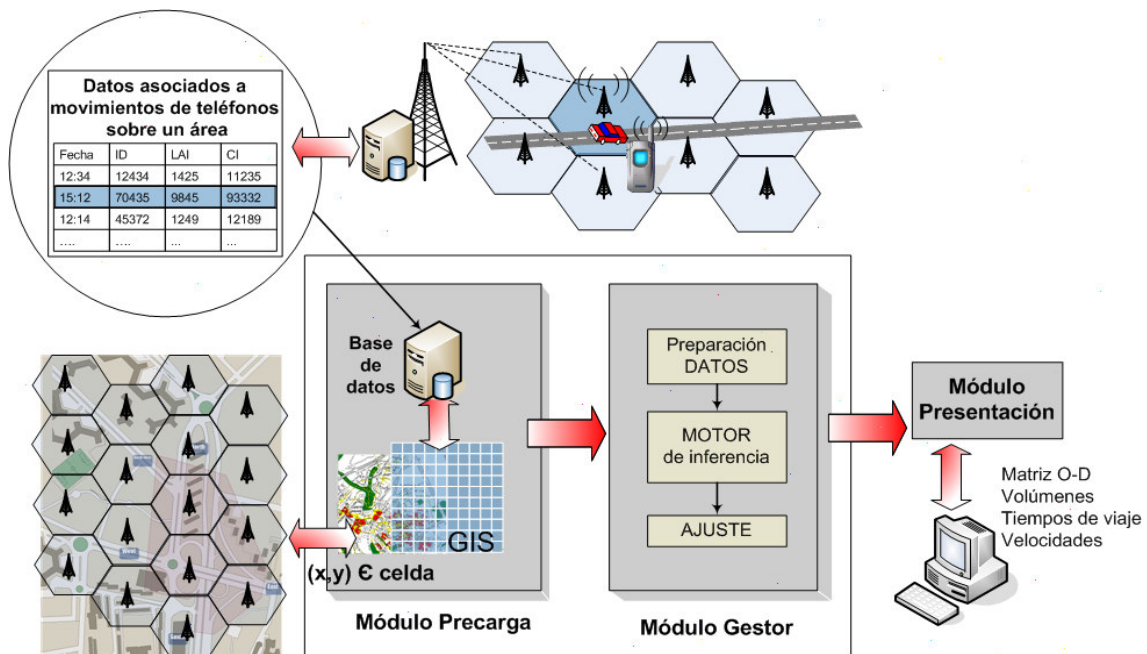 Datos asociados a
movimientos de teléfonos
sobre un área
Fecha ID LAI CI
12:34 12434 1425 11235
15:12 70435 9845 93332
12:14 45372 1249 12189
.... .... ... ...
Base
de
datos
GIS
(x,y) Є celda
Módulo Precarga
Preparación
DATOS
MOTOR
de inferencia
AJUSTE
Módulo Gestor
Módulo
Presentación
Matriz O-D
Volúmenes
Tiempos de viaje
Velocidades